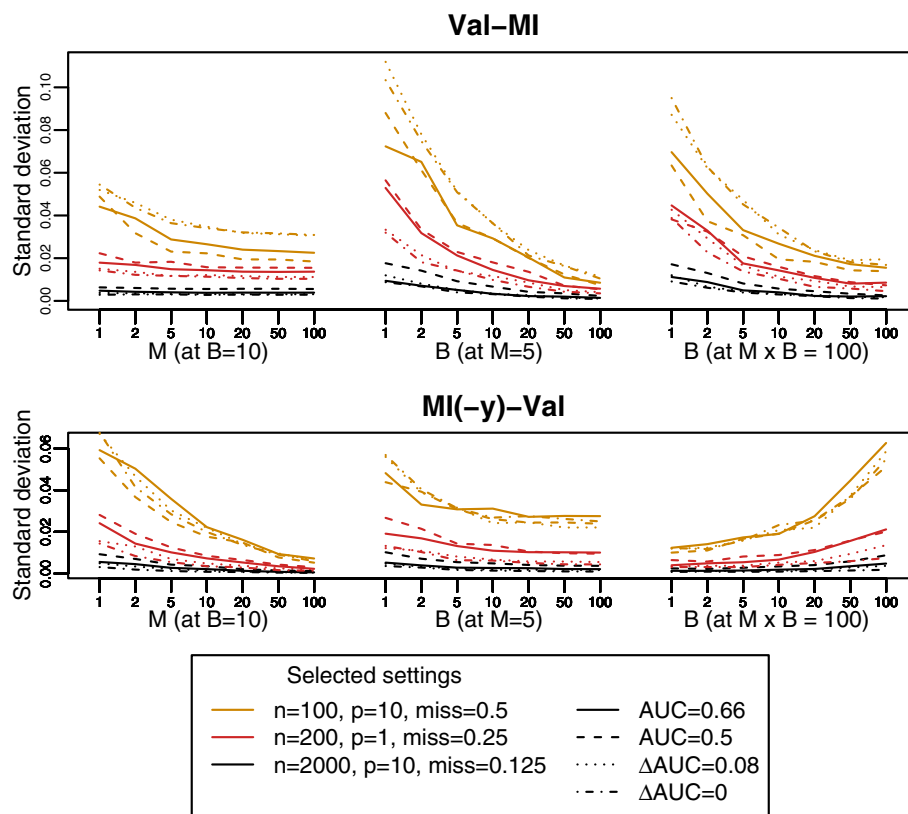 Val−MI
Standard deviation
0.00 0.02 0.04 0.06 0.08 0.10
1 2 5 10 20 50 100
M (at B=10)
1 2 5 10 20 50 100
B (at M=5)
1 2 5 10 20 50 100
B (at M x B = 100)
MI(−y)−Val
Standard deviation
0.00 0.02 0.04 0.06
1 2 5 10 20 50 100
M (at B=10)
1 2 5 10 20 50 100
B (at M=5)
1 2 5 10 20 50 100
B (at M x B = 100)
Selected settings
n=100, p=10, miss=0.5
n=200, p=1, miss=0.25
n=2000, p=10, miss=0.125
AUC=0.66
AUC=0.5
ΔAUC=0.08
ΔAUC=0